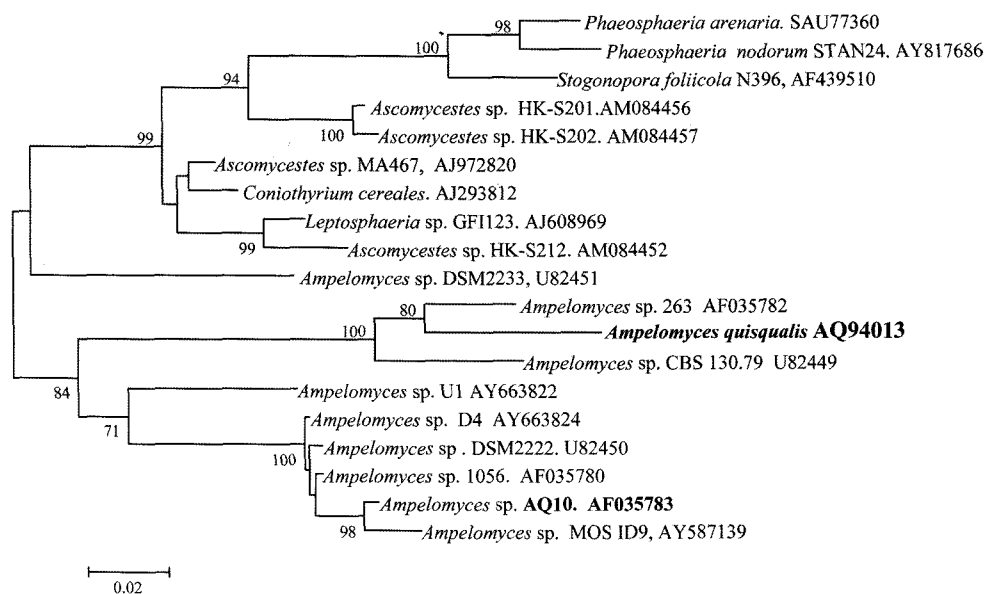 98
Phaeosphaeria arenaria. SAU77360
100
Phaeosphaeria nodorum STAN24. AY817686
94
Stogonopora foliicola N396, AF439510
Ascomycestes sp. HK-S201.AM084456
100
Ascomycestes sp. HK-S202. AM084457
99
Ascomycestes sp. MA467, AJ972820
Coniothyrium cereales. AJ293812
Leptosphaeria sp. GFI123. AJ608969
99
Ascomycestes sp. HK-S212. AM084452
Ampelomyces sp. DSM2233, U82451
Ampelomyces sp. 263 AF035782
80
100
Ampelomyces quisqualis AQ94013
Ampelomyces sp. CBS 130.79 U82449
84
Ampelomyces sp. U1 AY663822
71
Ampelomyces sp. D4 AY663824
Ampelomyces sp . DSM2222. U82450
100
Ampelomyces sp. 1056. AF035780
Ampelomyces sp. AQ10. AF035783
98
Ampelomyces sp. MOS ID9, AY587139
0.02